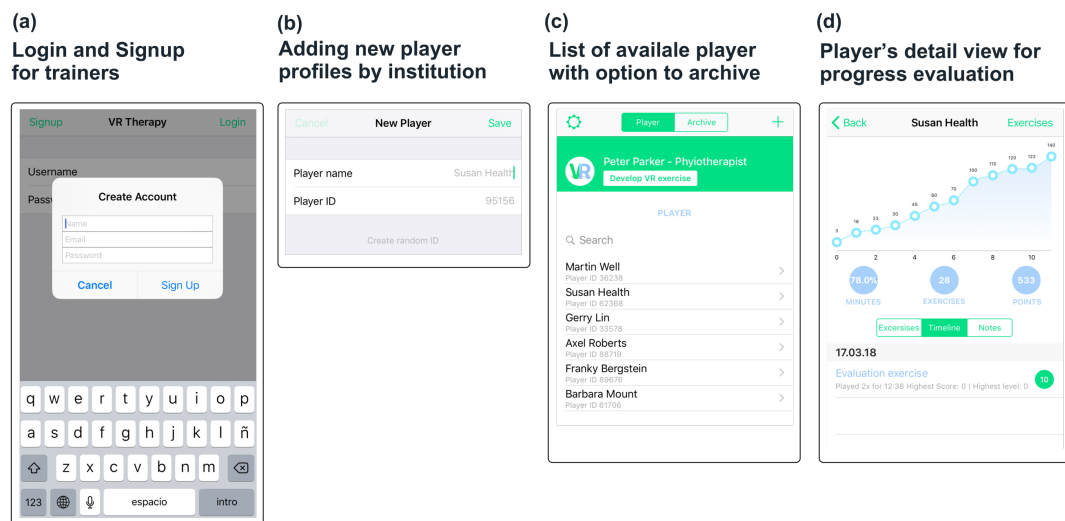 (a)
Login and Signup
for trainers
Signup VR Therapy Login
Username
Passw
Create Account
Name
Email
Password
Cancel Sign Up
q w e r t y u i o p
a s d f g h j k l ñ
z x c v b n m
123 espacio intro
(b)
Adding new player
profiles by institution
Cancel New Player Save
Player name Susan Health
Player ID 95156
Create random ID
(c)
List of availale player
with option to archive
Player Archive +
VR
Peter Parker - Phyiotherapist
Develop VR exercise
PLAYER
Search
Martin Well
Player ID 36238
Susan Health
Player ID 62368
Gerry Lin
Player ID 33578
Axel Roberts
Player ID 88719
Franky Bergstein
Player ID 89676
Barbara Mount
Player ID 61706
(d)
Player's detail view for
progress evaluation
Back Susan Health Exercises
3 18 23 30 45 60 70 100 110 120 123 140
0 2 4 6 8 10
78.0% 28 533
MINUTES EXERCISES POINTS
Excersises Timeline Notes
17.03.18
Evaluation exercise
Played 2x for 12:38 Highest Score: 0 | Highest level: 0
10